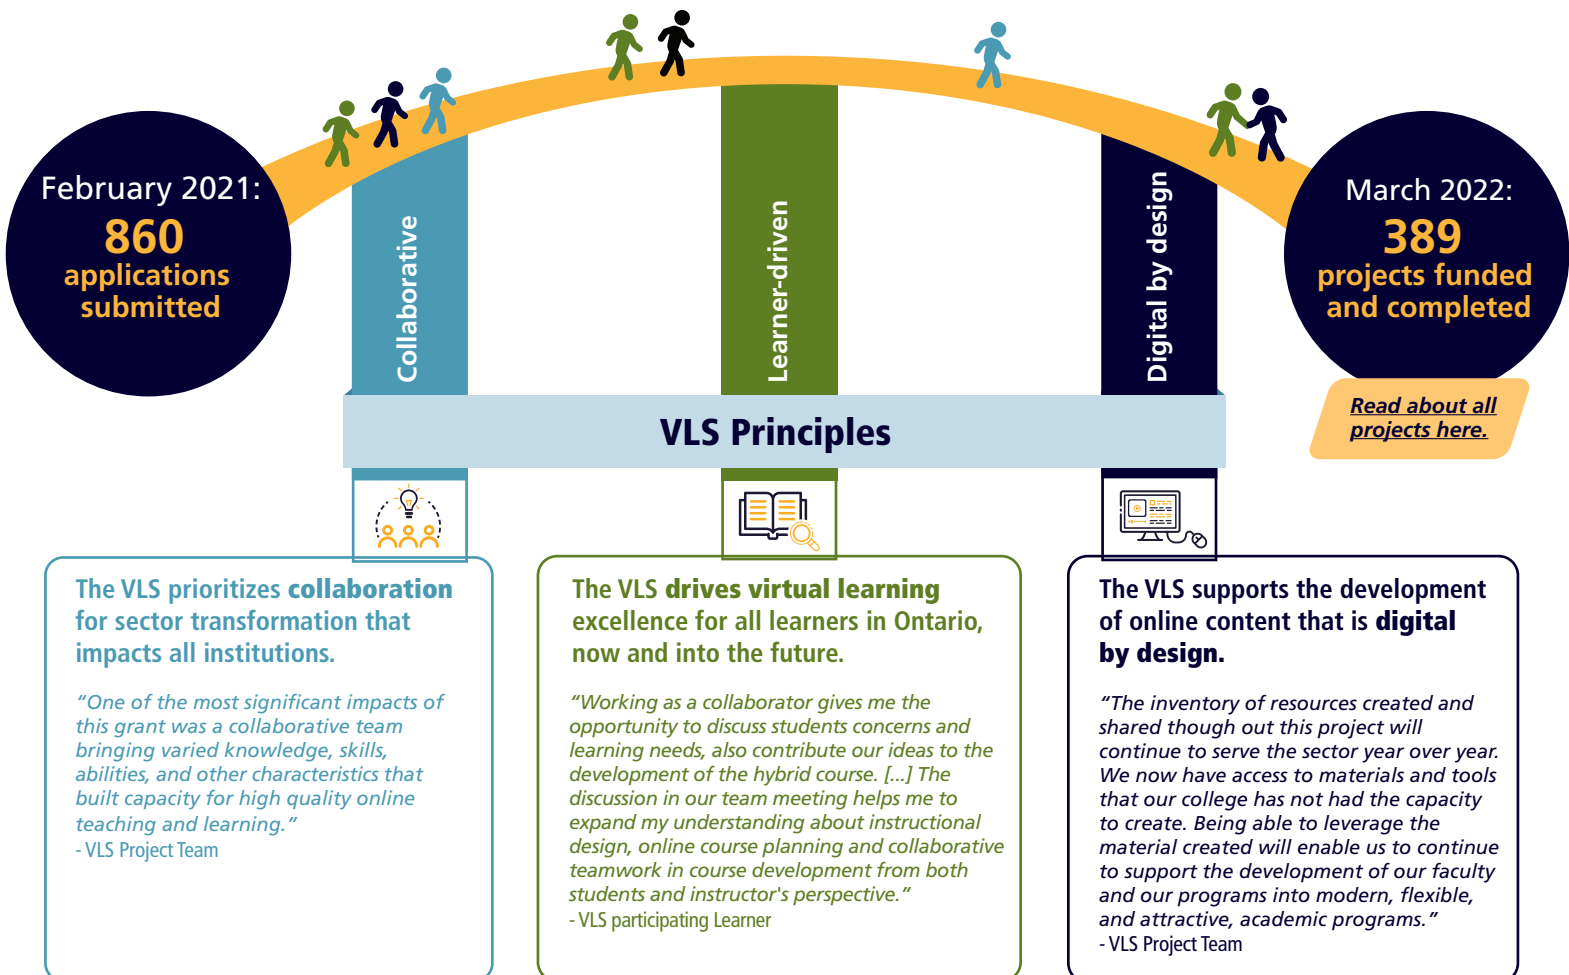 February 2021:
860
applications
submitted
Collaborative
Learner-driven
Digital by design
March 2022:
389
projects funded
and completed
Read about all
projects here.
VLS Principles
The VLS prioritizes collaboration
for sector transformation that
impacts all institutions.
“One of the most significant impacts of
this grant was a collaborative team
bringing varied knowledge, skills,
abilities, and other characteristics that
built capacity for high quality online
teaching and learning.”
- VLS Project Team
The VLS drives virtual learning
excellence for all learners in Ontario,
now and into the future.
“Working as a collaborator gives me the
opportunity to discuss students concerns and
learning needs, also contribute our ideas to the
development of the hybrid course. [...] The
discussion in our team meeting helps me to
expand my understanding about instructional
design, online course planning and collaborative
teamwork in course development from both
students and instructor's perspective.”
- VLS participating Learner
The VLS supports the development
of online content that is digital
by design.
“The inventory of resources created and
shared though out this project will
continue to serve the sector year over year.
We now have access to materials and tools
that our college has not had the capacity
to create. Being able to leverage the
material created will enable us to continue
to support the development of our faculty
and our programs into modern, flexible,
and attractive, academic programs.”
- VLS Project Team